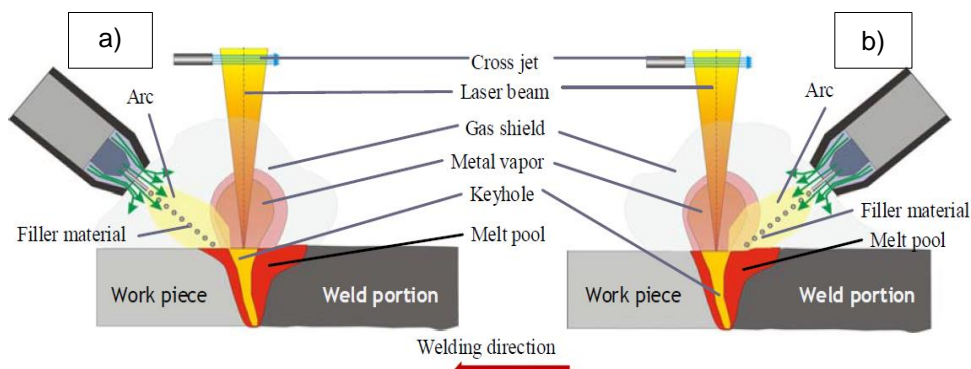 a)
b)
Cross jet
Laser beam
Arc
Arc
Gas shield
Metal vapor
Keyhole
Filler material
Filler material
Melt pool
Melt pool
Work piece
Weld portion
Work piece
Weld portion
Welding direction